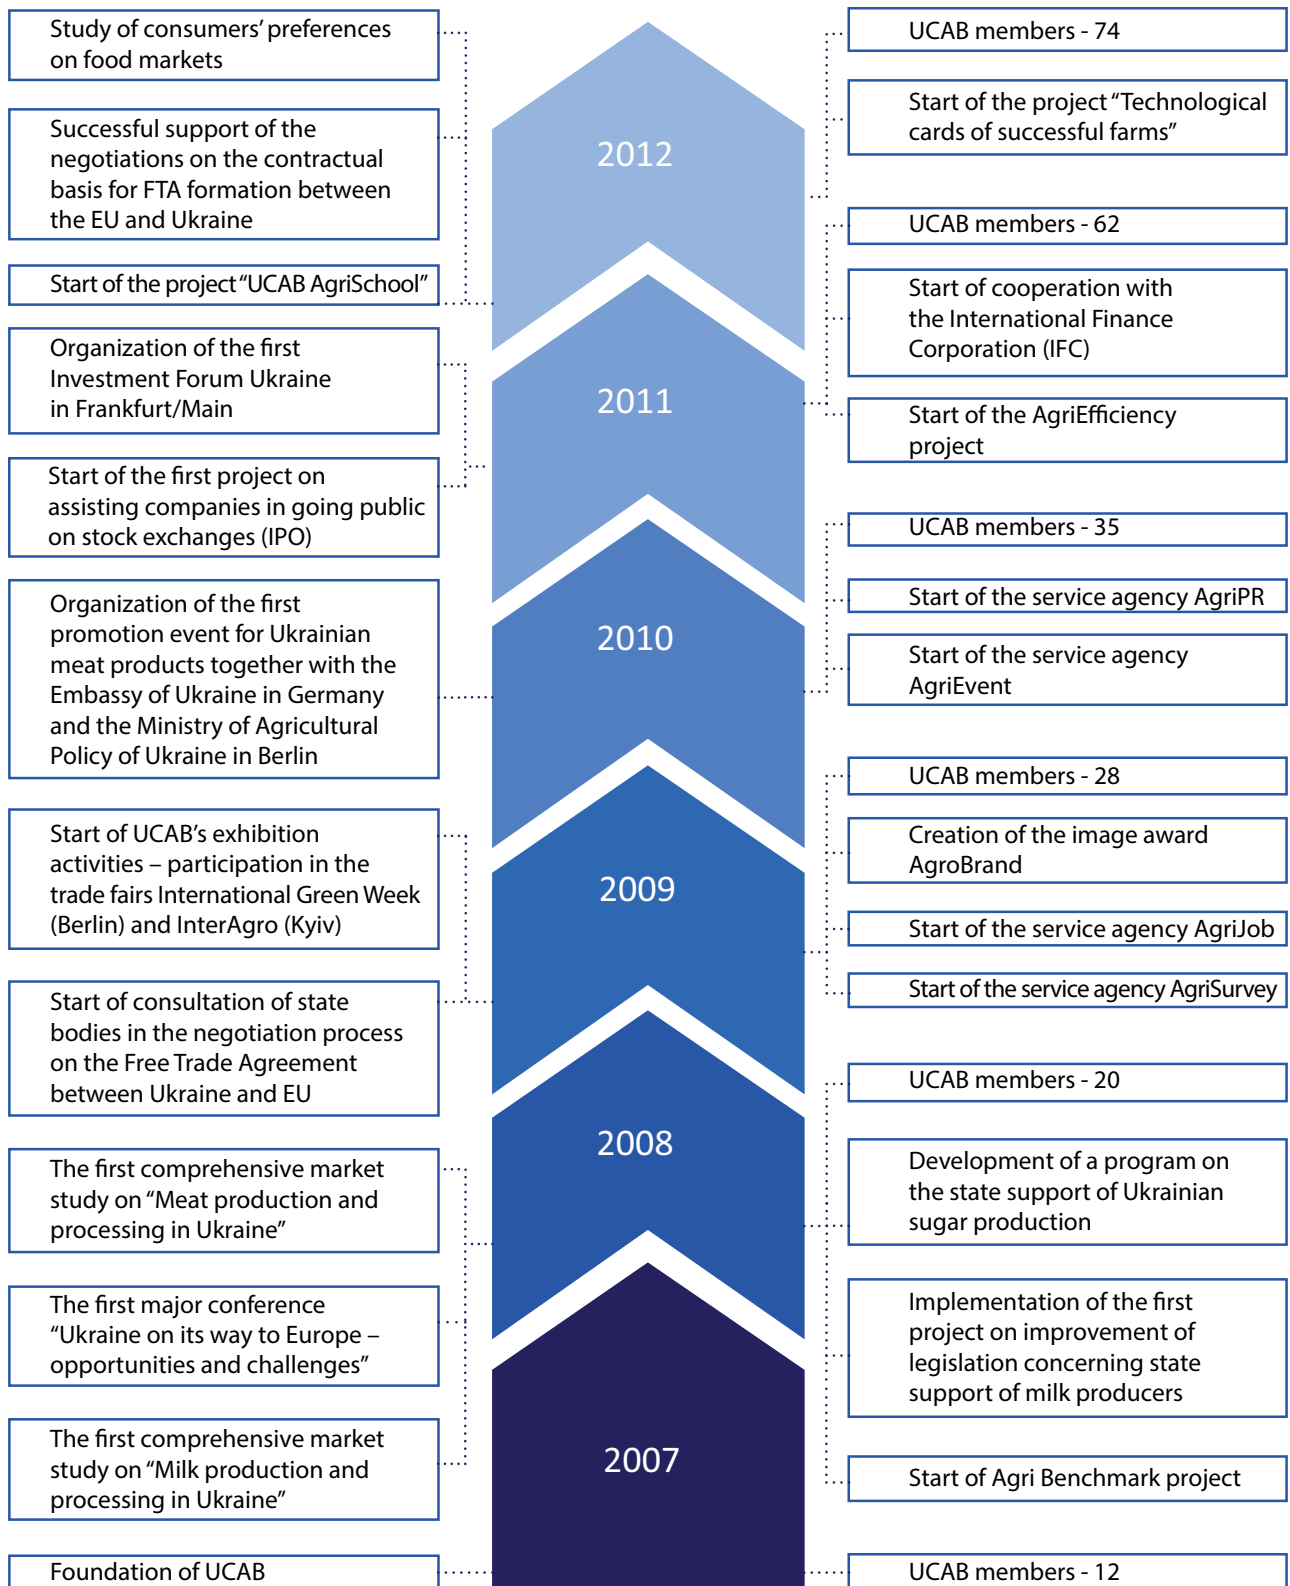 Study of consumers’ preferences
on food markets
Successful support of the
negotiations on the contractual
basis for FTA formation between
the EU and Ukraine
Start of the project “UCAB AgriSchool”
Organization of the first
Investment Forum Ukraine
in Frankfurt/Main
Start of the first project on
assisting companies in going public
on stock exchanges (IPO)
Organization of the first
promotion event for Ukrainian
meat products together with the
Embassy of Ukraine in Germany
and the Ministry of Agricultural
Policy of Ukraine in Berlin
Start of UCAB’s exhibition
activities – participation in the
trade fairs International Green Week
(Berlin) and InterAgro (Kyiv)
Start of consultation of state
bodies in the negotiation process
on the Free Trade Agreement
between Ukraine and EU
The first comprehensive market
study on “Meat production and
processing in Ukraine”
The first major conference
“Ukraine on its way to Europe –
opportunities and challenges”
The first comprehensive market
study on “Milk production and
processing in Ukraine”
Foundation of UCAB
2012
2011
2010
2009
2008
2007
UCAB members - 74
Start of the project “Technological
cards of successful farms”
UCAB members - 62
Start of cooperation with
the International Finance
Corporation (IFC)
Start of the AgriEfficiency
project
UCAB members - 35
Start of the service agency AgriPR
Start of the service agency
AgriEvent
UCAB members - 28
Creation of the image award
AgroBrand
Start of the service agency AgriJob
Start of the service agency AgriSurvey
UCAB members - 20
Development of a program on
the state support of Ukrainian
sugar production
Implementation of the first
project on improvement of
legislation concerning state
support of milk producers
Start of Agri Benchmark project
UCAB members - 12